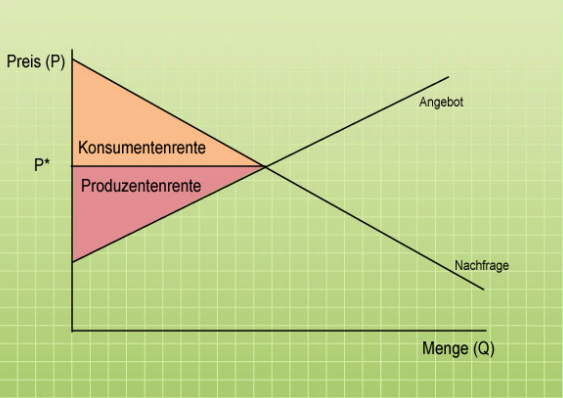 Preis (P)
Angebot
Konsumentenrente
P*
Produzentenrente
Nachfrage
Menge (Q)